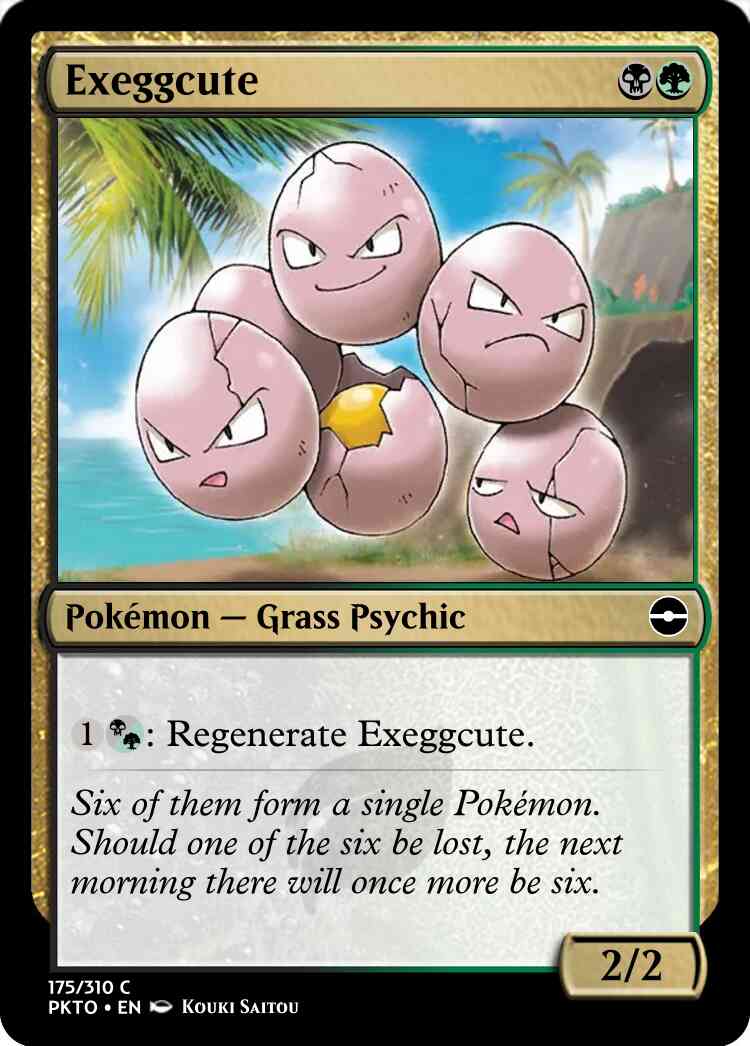 Exeggcute
Pokémon — Grass Psychic
1 : Regenerate Exeggcute.
Six of them form a single Pokémon.
Should one of the six be lost, the next
morning there will once more be six.
2/2
175/310 C
PKTO • EN Kouki Saitou